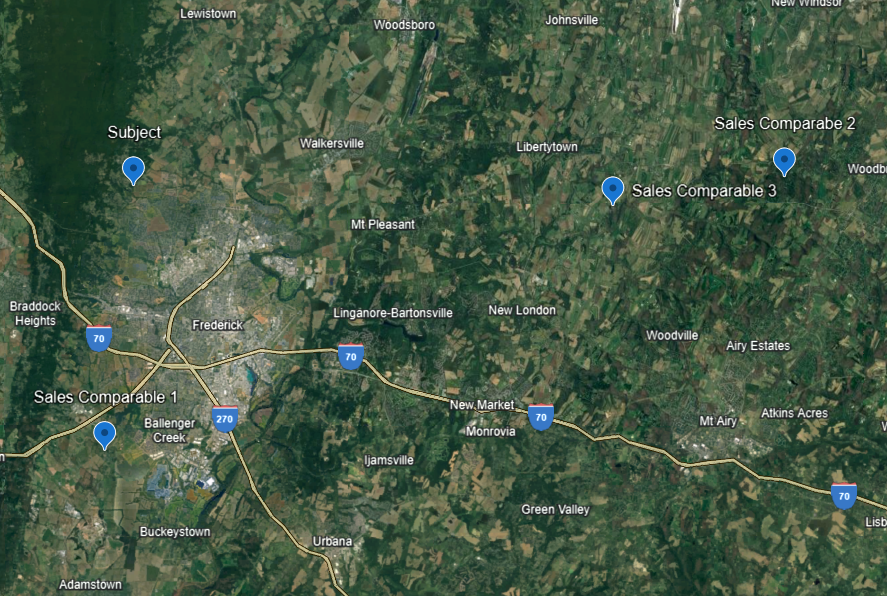 New Windsor
Lewistown
Johnsville
Woodsboro
Sales Comparabe 2
Subject
Walkersville
Libertytown
Woodb
Sales Comparable 3
Mt Pleasant
Braddock
Heights
Linganore-Bartonsville
New London
Frederick
70
Woodville
Airy Estates
70
Sales Comparable 1
New Market
Atkins Acres
270
70
Mt Airy
Ballenger
Creek
Monrovia
Ijamsville
70
Green Valley
Lisb
Buckeystown
Urbana
Adamstown